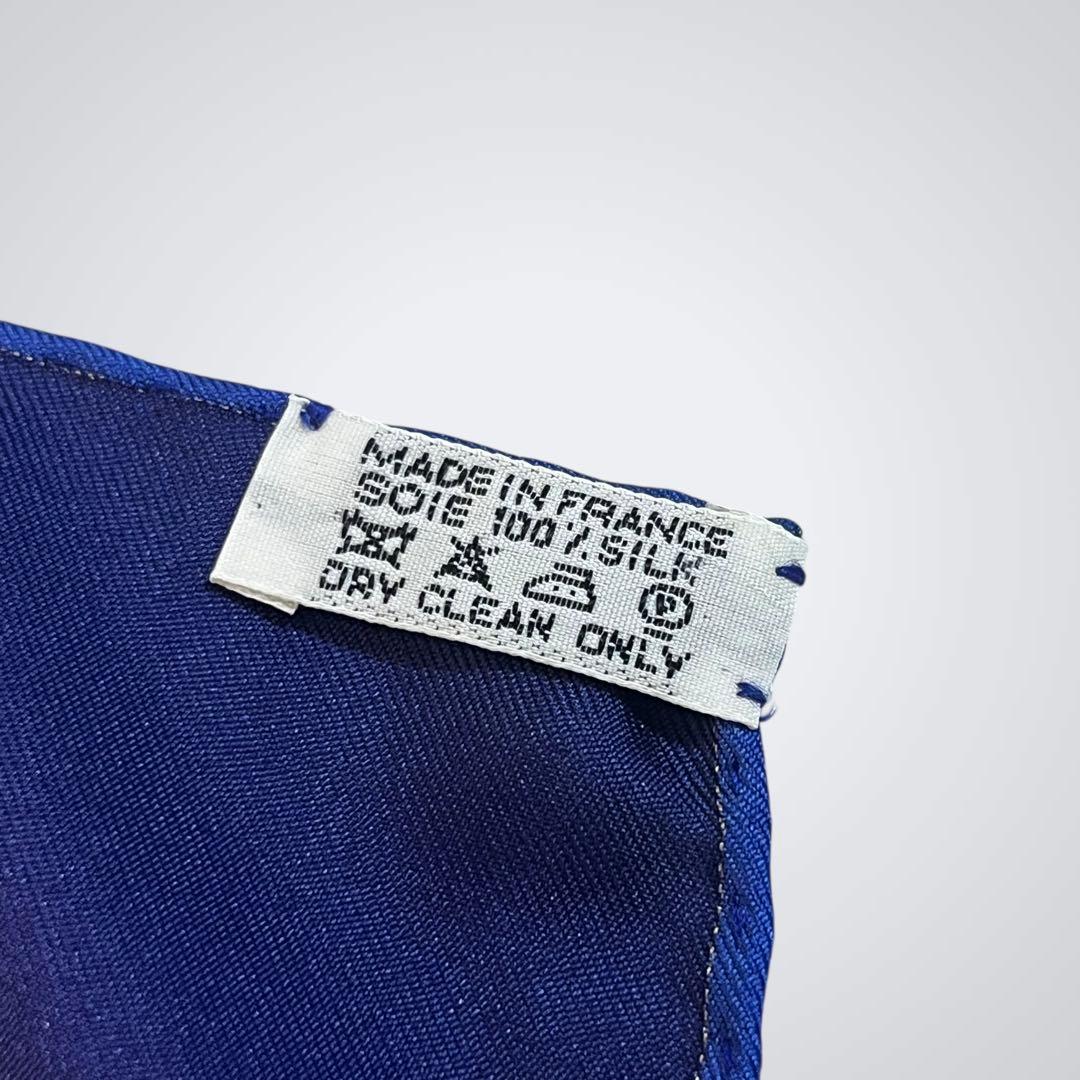 MADE IN FRANCE
SOIE 100% SILK
P
DRY CLEAN ONLY